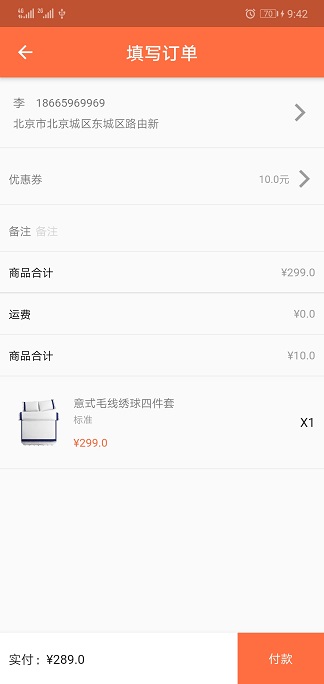 4G 2G 70 9:42
填写订单
李 18665969969
北京市北京城区东城区路由新
优惠券 10.0元
备注 备注
商品合计 ¥299.0
运费 ¥0.0
商品合计 ¥10.0
意式毛线绣球四件套
标准
¥299.0 X1
实付：¥289.0 付款